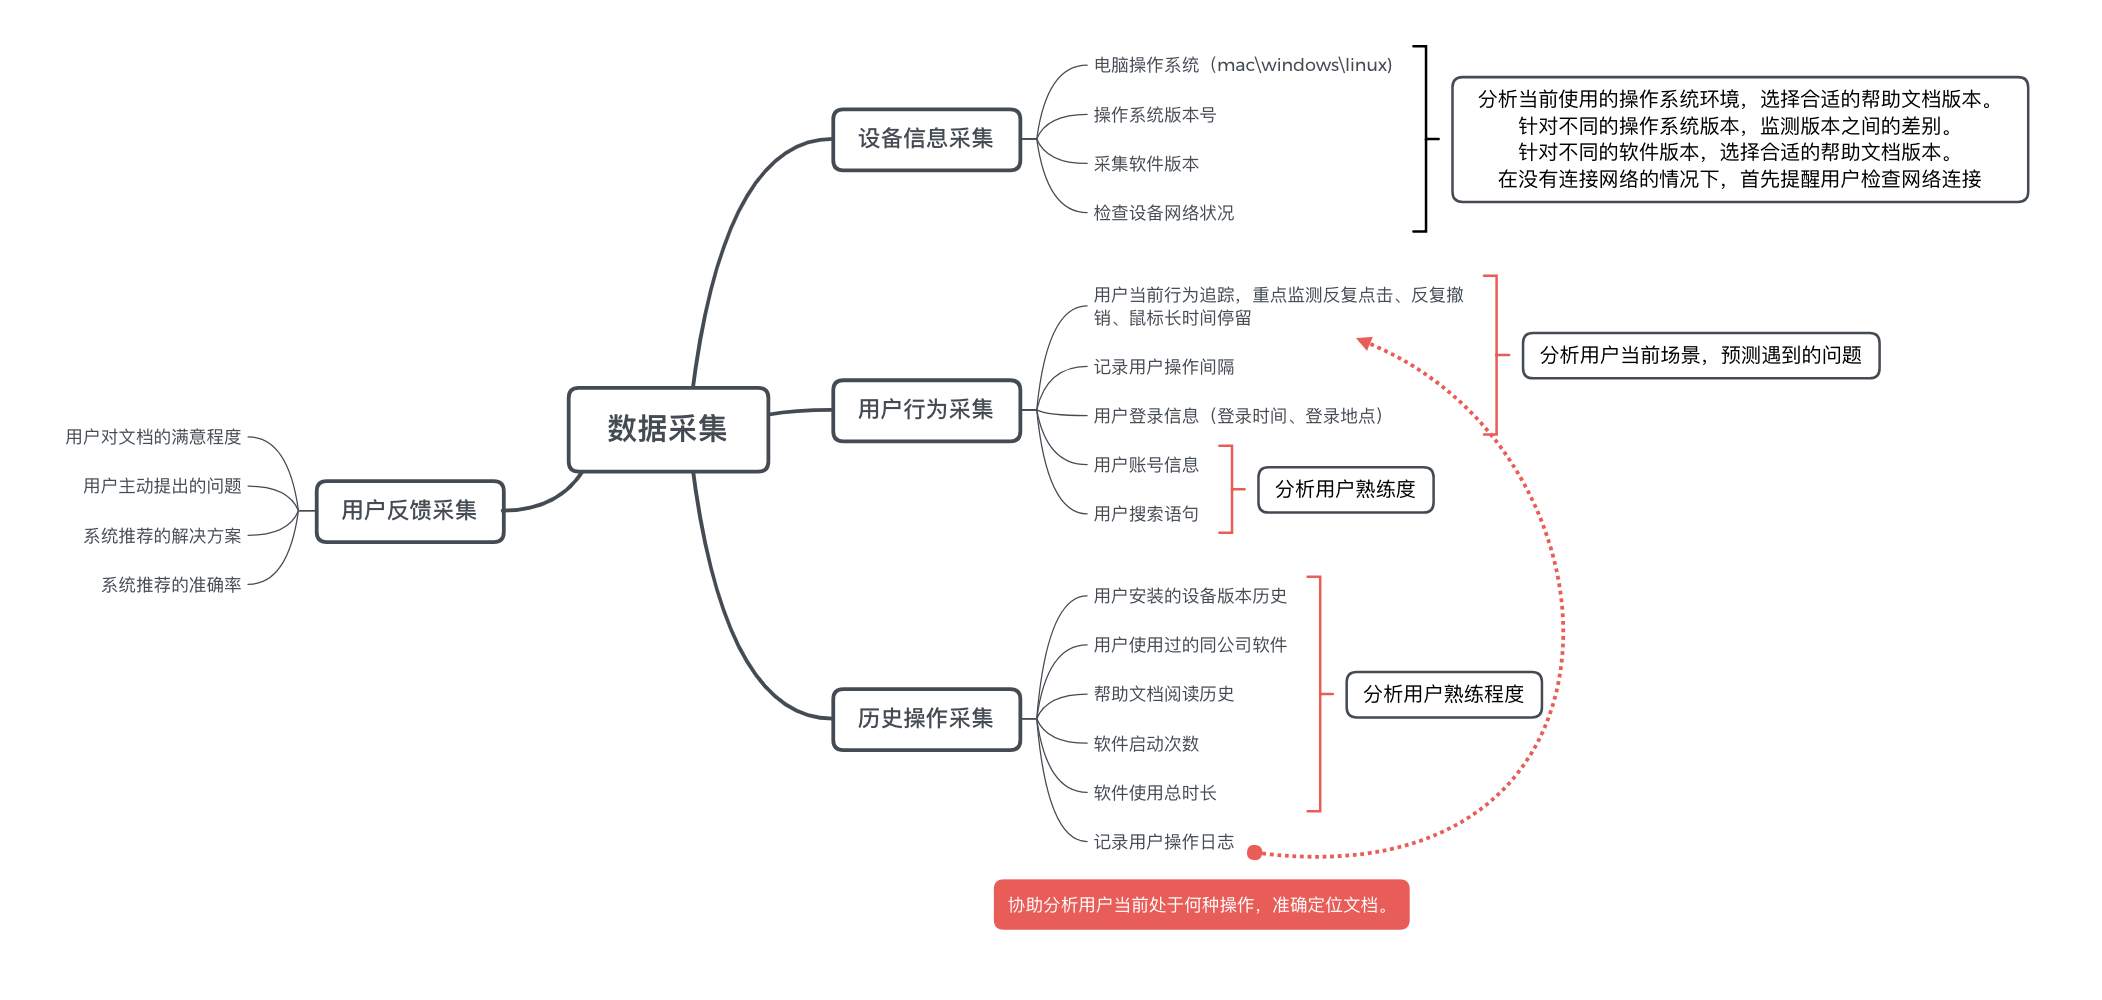 数据采集
设备信息采集
电脑操作系统（mac\windows\linux)
操作系统版本号
采集软件版本
检查设备网络状况
分析当前使用的操作系统环境，选择合适的帮助文档版本。
针对不同的操作系统版本，监测版本之间的差别。
针对不同的软件版本，选择合适的帮助文档版本。
在没有连接网络的情况下，首先提醒用户检查网络连接
用户行为采集
用户当前行为追踪，重点监测反复点击、反复撤
销、鼠标长时间停留
记录用户操作间隔
用户登录信息（登录时间、登录地点）
用户账号信息
用户搜索语句
分析用户当前场景，预测遇到的问题
分析用户熟练度
历史操作采集
用户安装的设备版本历史
用户使用过的同公司软件
帮助文档阅读历史
软件启动次数
软件使用总时长
记录用户操作日志
分析用户熟练程度
协助分析用户当前处于何种操作，准确定位文档。
用户反馈采集
用户对文档的满意程度
用户主动提出的问题
系统推荐的解决方案
系统推荐的准确率